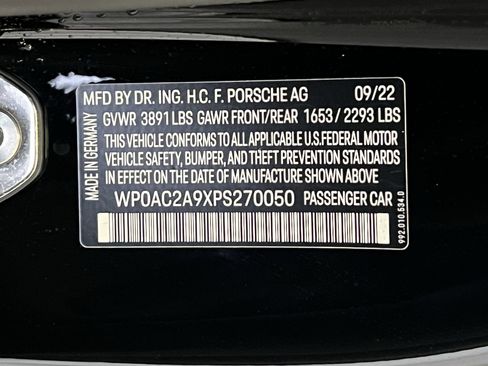 MFD BY DR. ING. H.C. F. PORSCHE AG 09/22
GVWR 3891 LBS GAWR FRONT/REAR 1653 / 2293 LBS
THIS VEHICLE CONFORMS TO ALL APPLICABLE U.S.FEDERAL MOTOR
VEHICLE SAFETY, BUMPER, AND THEFT PREVENTION STANDARDS
IN EFFECT ON THE DATE OF MANUFACTURE SHOWN ABOVE.
WP0AC2A9XPS270050 PASSENGER CAR
MADE IN GERMANY
992.010.534.0